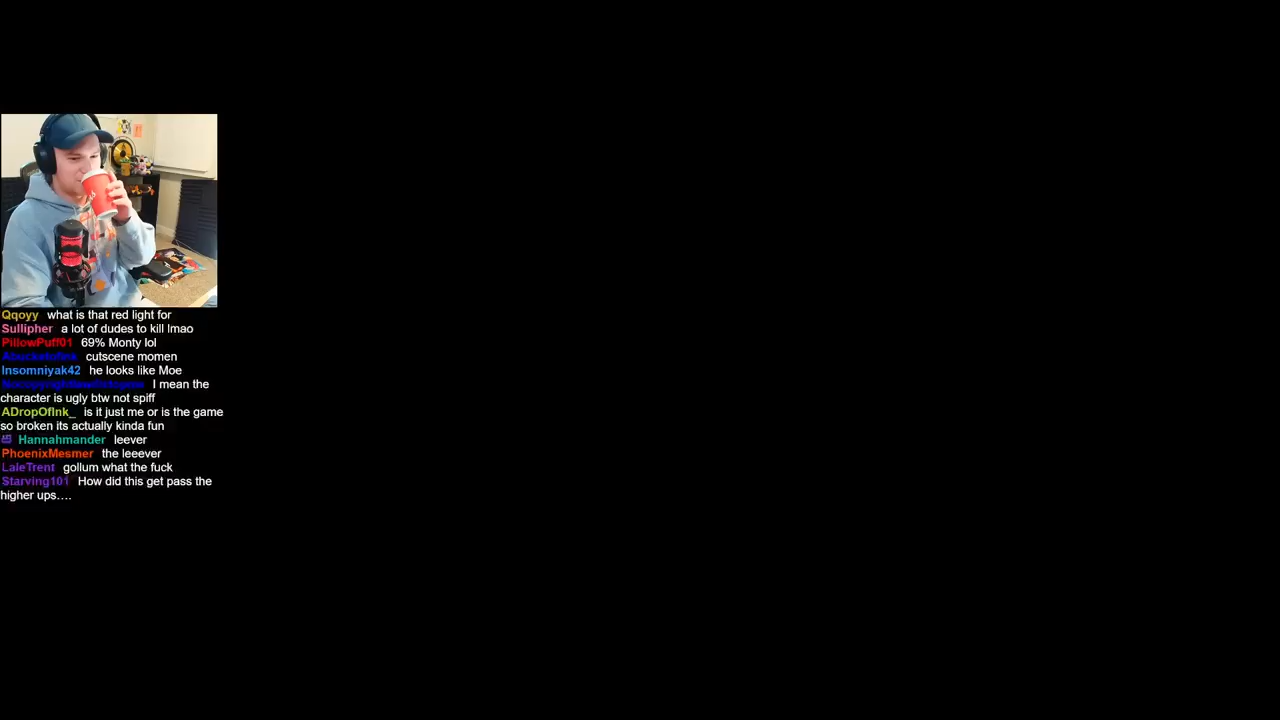 Qqoyy what is that red light for
Sullipher a lot of dudes to kill lmao
PillowPuff01 69% Monty lol
Abucketofink cutscene momen
Insomniyak42 he looks like Moe
I mean the
character is ugly btw not spiff
ADropOfInk_ is it just me or is the game
so broken its actually kinda fun
Hannahmander leever
PhoenixMesmer the leeever
LaleTrent gollum what the fuck
Starving101 How did this get pass the
higher ups....